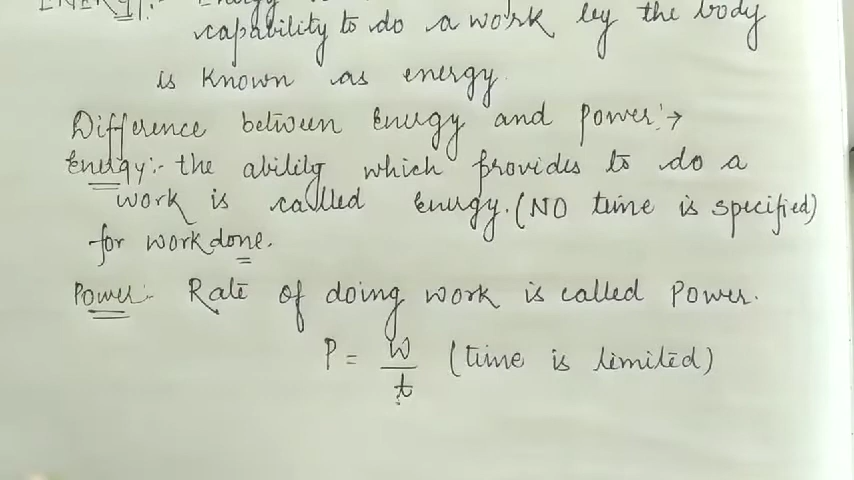 ENERGY:- Energy
capability to do a work by the body
is known as energy.
Difference between Energy and power:→
Energy:- the ability which provides to do a
work is called Energy. (NO time is specified)
for work done.
Power:- Rate of doing work is called Power.
P = W (time is limited)
t